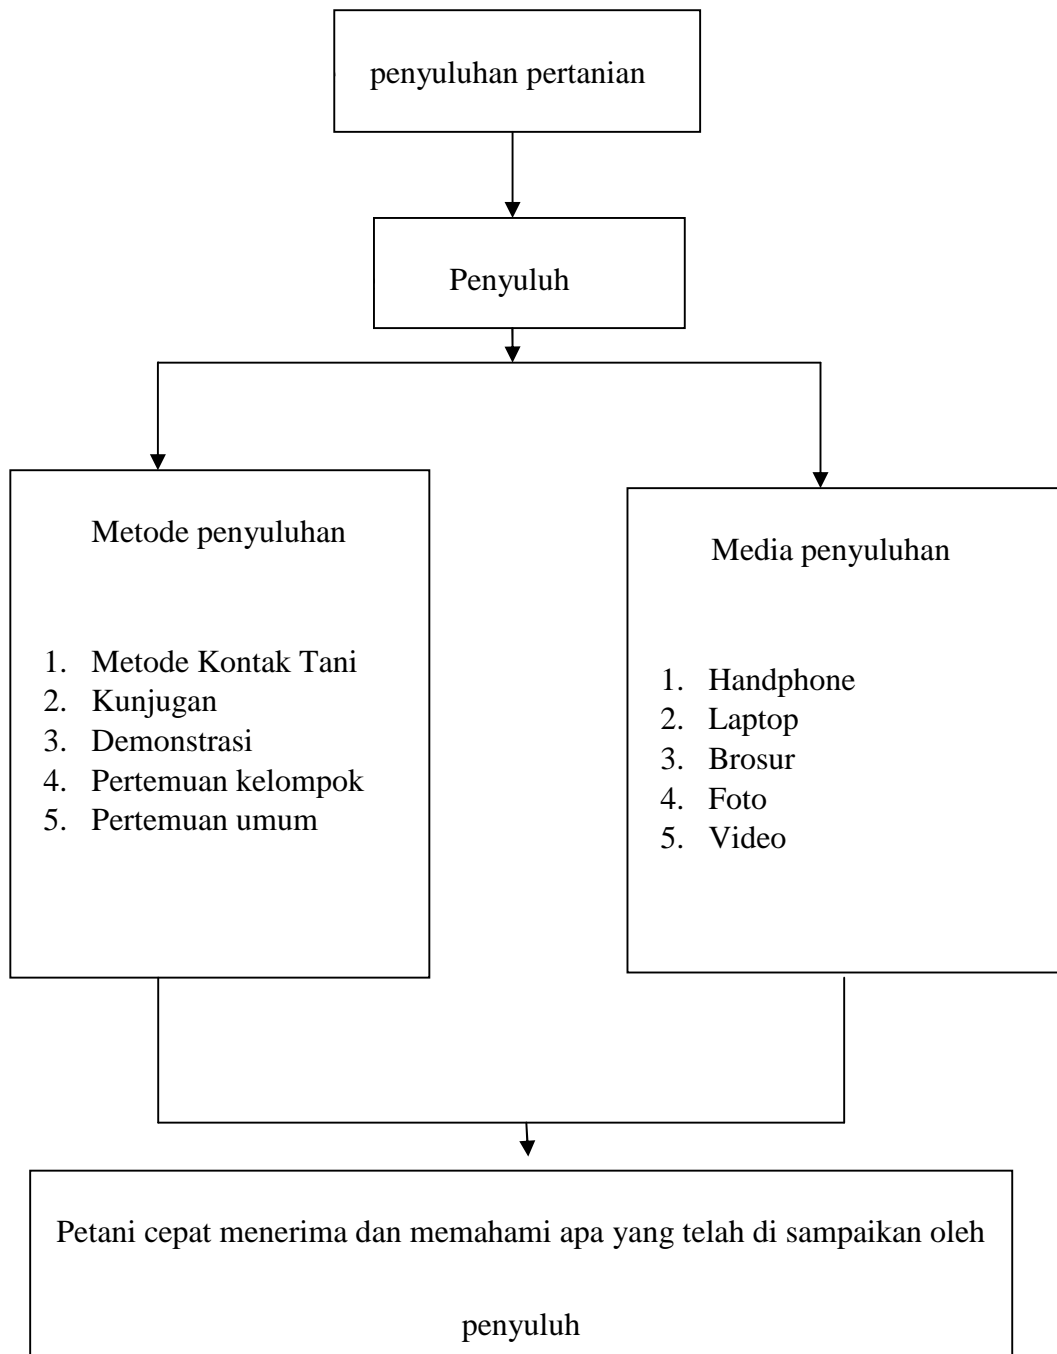 penyuluhan pertanian
Penyuluh
Metode penyuluhan
1. Metode Kontak Tani
2. Kunjugan
3. Demonstrasi
4. Pertemuan kelompok
5. Pertemuan umum
Media penyuluhan
1. Handphone
2. Laptop
3. Brosur
4. Foto
5. Video
Petani cepat menerima dan memahami apa yang telah di sampaikan oleh
penyuluh